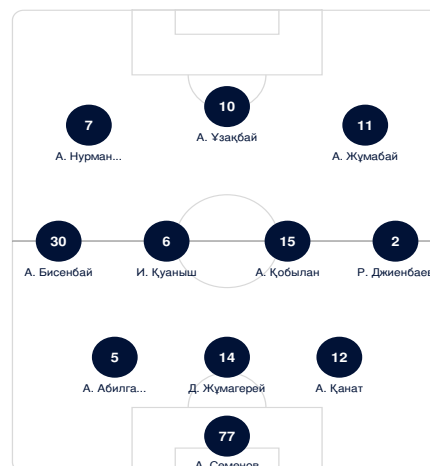 10
7
11
А. Ұзақбай
А. Нурман...
А. Жұмабай
30
6
15
2
А. Бисенбай
И. Қуаныш
А. Қобылан
Р. Джиенбаев
5
14
12
А. Абилга...
Д. Жұмагерей
А. Қанат
77
А. Семенов